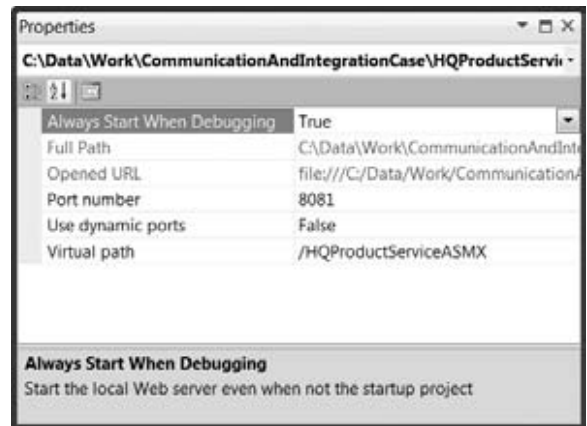 Properties
C:\Data\Work\CommunicationAndIntegrationCase\HQProductServi
Always Start When Debugging True
Full Path C:\Data\Work\CommunicationAndInt
Opened URL file:///C:/Data/Work/Communication
Port number 8081
Use dynamic ports False
Virtual path /HQProductServiceASMX
Always Start When Debugging
Start the local Web server even when not the startup project